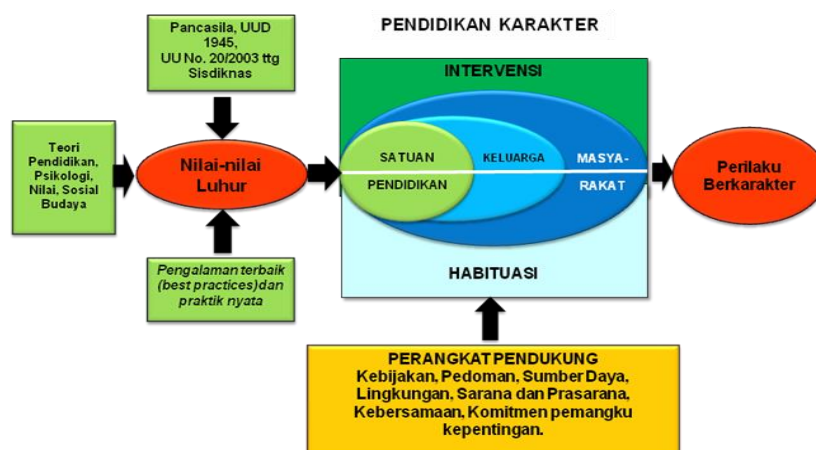 PENDIDIKAN KARAKTER
Pancasila, UUD
1945,
UU No. 20/2003 ttg
Sisdiknas
INTERVENSI
Teori
Pendidikan,
Psikologi,
Nilai, Sosial
Budaya
Nilai-nilai
Luhur
SATUAN
PENDIDIKAN
KELUARGA
MASYA-
RAKAT
Perilaku
Berkarakter
HABITUASI
Pengalaman terbaik
(best practices)dan
praktik nyata
PERANGKAT PENDUKUNG
Kebijakan, Pedoman, Sumber Daya,
Lingkungan, Sarana dan Prasarana,
Kebersamaan, Komitmen pemangku
kepentingan.